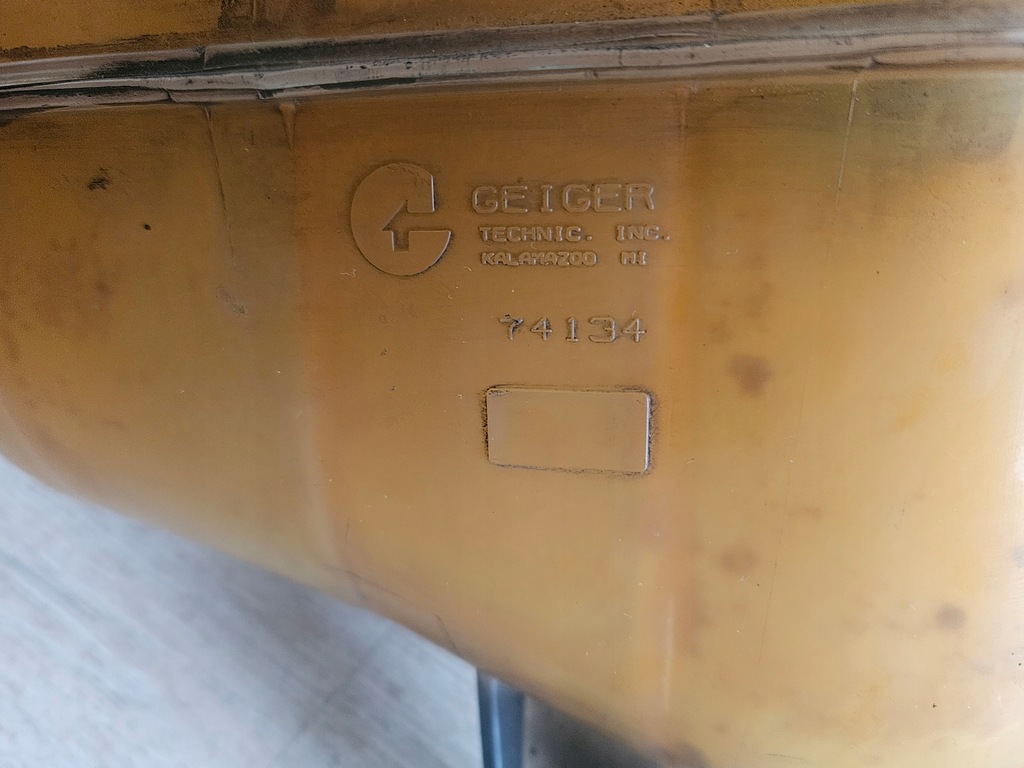 GEIGER
TECHNIC. INC.
KALAMAZOO MI
74134